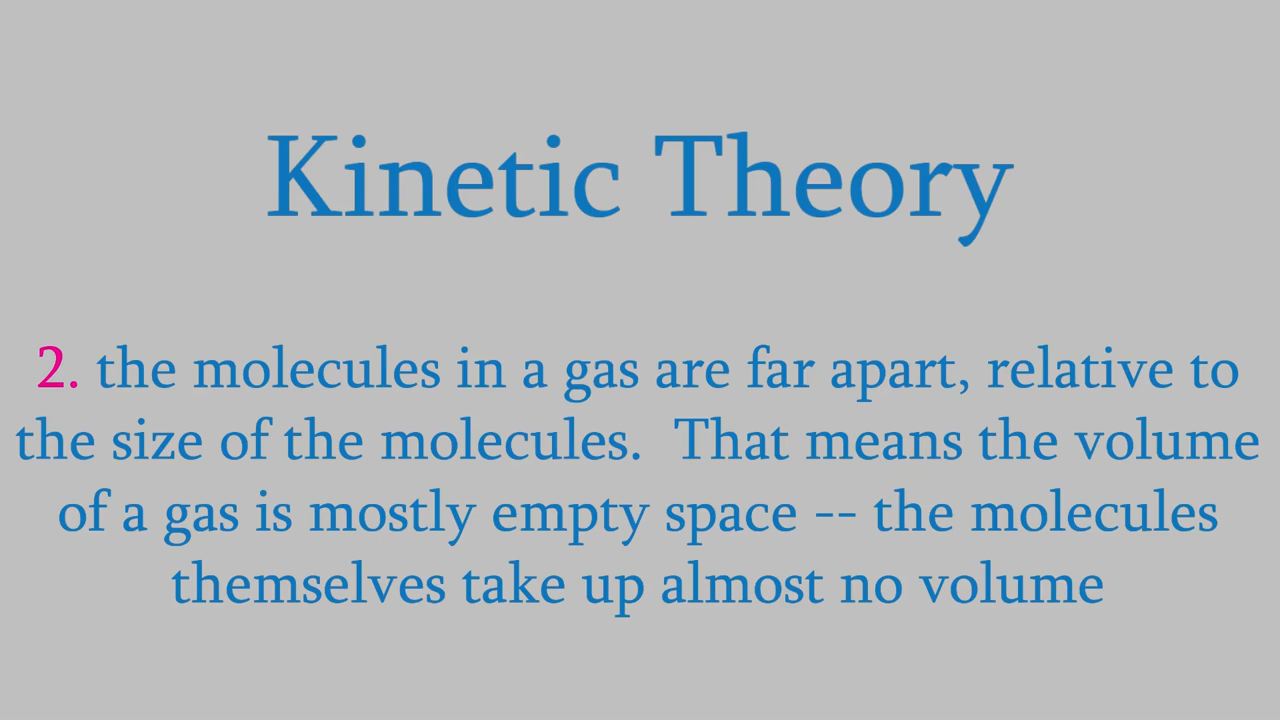 Kinetic Theory
2. the molecules in a gas are far apart, relative to
the size of the molecules.  That means the volume
of a gas is mostly empty space -- the molecules
themselves take up almost no volume